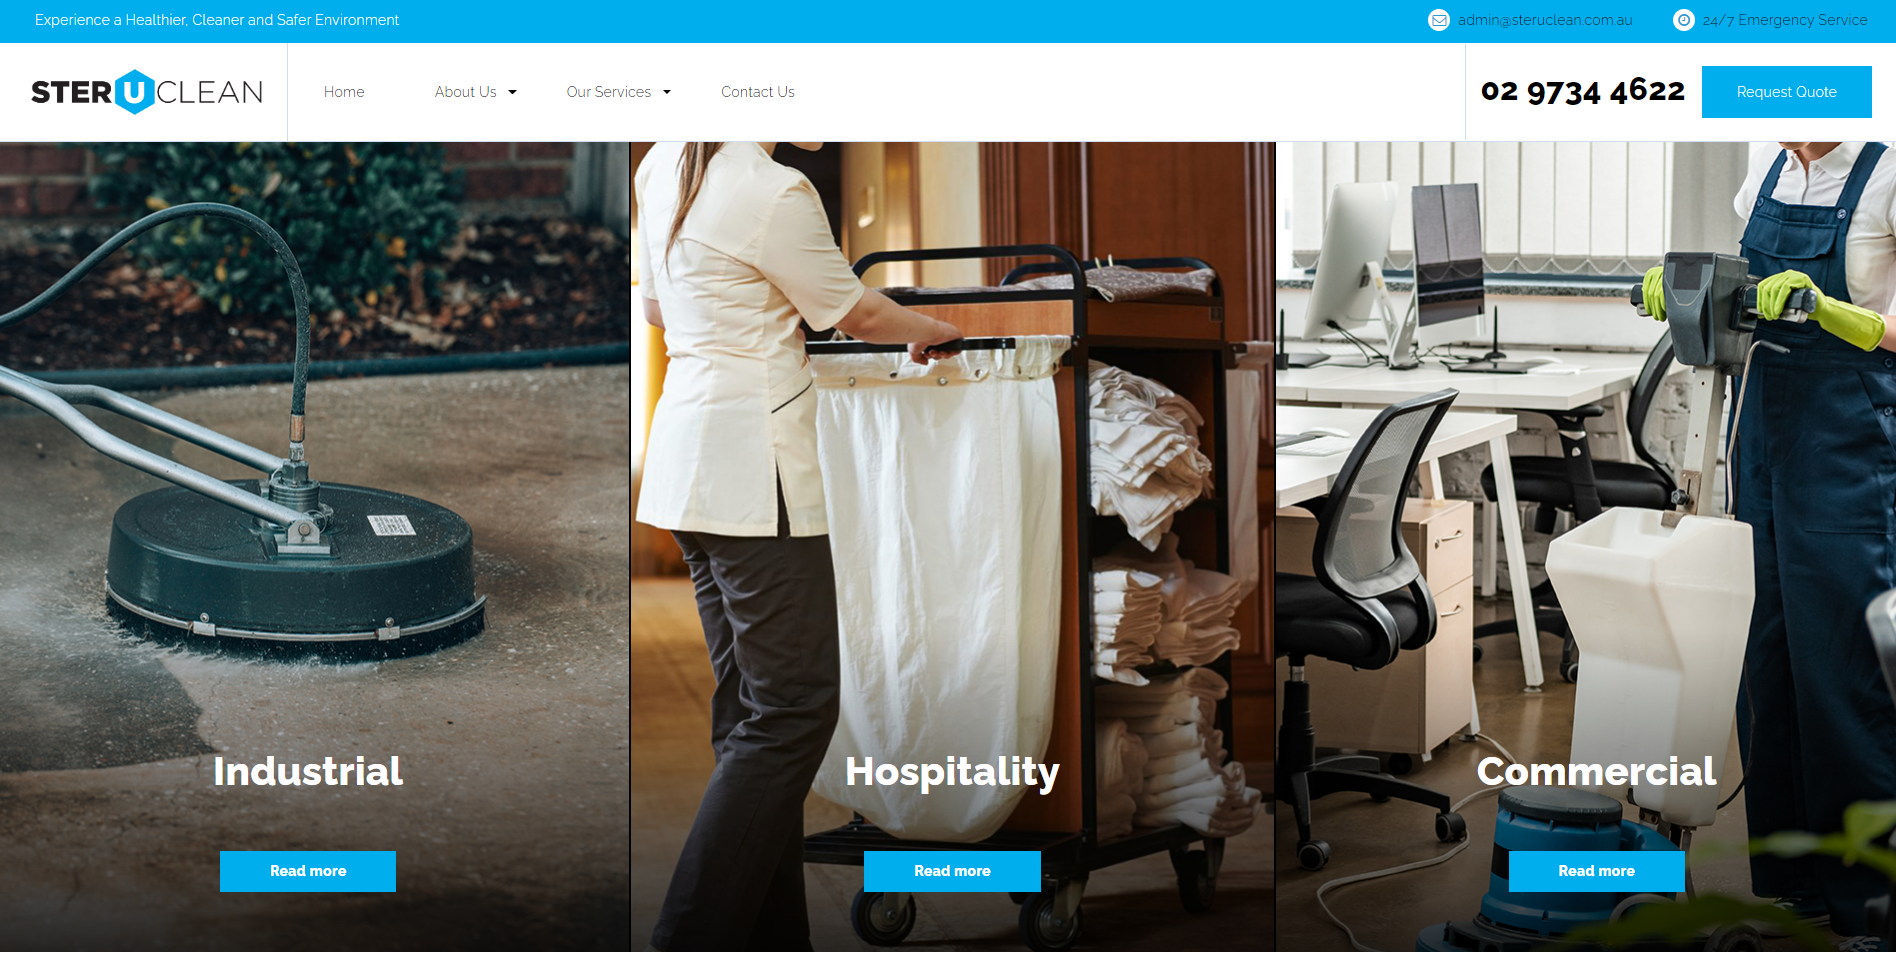 Experience a Healthier, Cleaner and Safer Environment
admin@steruclean.com.au
24/7 Emergency Service
STERUCLEAN
Home
About Us
Our Services
Contact Us
02 9734 4622
Request Quote
Industrial
Hospitality
Commercial
Read more
Read more
Read more